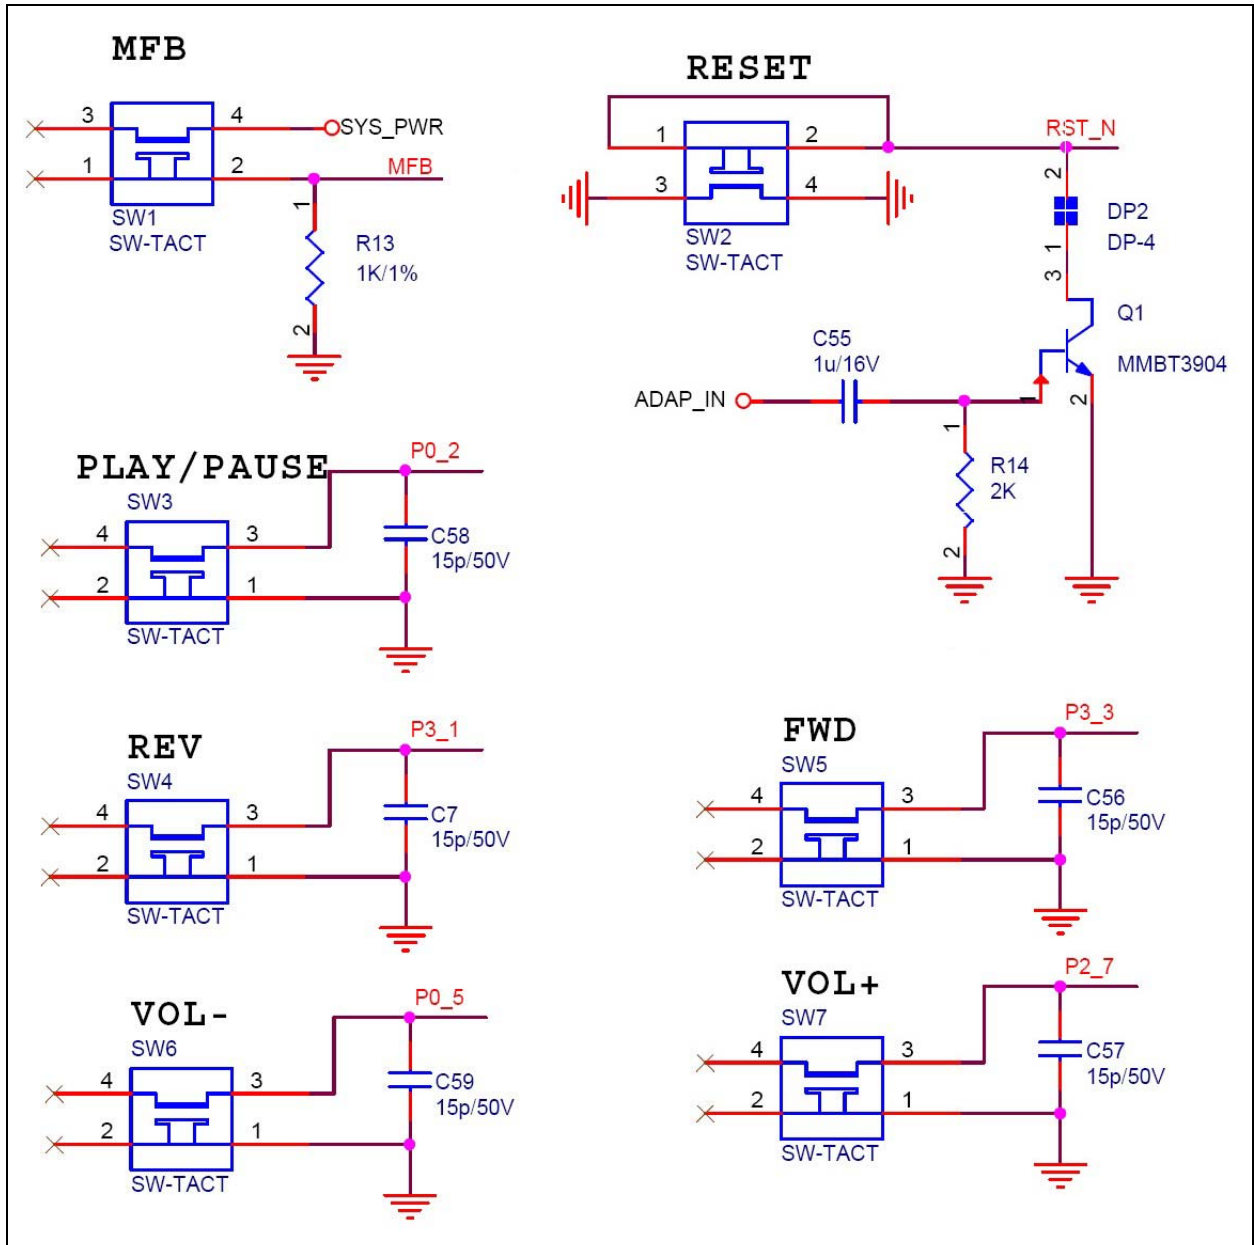 MFB
3 4 SYS_PWR
1 2 MFB
SW1
SW-TACT
1
R13
1K/1%
2
RESET
1 2 RST_N
3 4
SW2
SW-TACT
2
DP2
DP-4
1
3
Q1
MMBT3904
2
C55
1u/16V
ADAP_IN
1
1
R14
2K
2
PLAY/PAUSE
P0_2
SW3
4 3
C58
15p/50V
2 1
SW-TACT
REV
P3_1
SW4
4 3
C7
15p/50V
2 1
SW-TACT
FWD
P3_3
SW5
4 3
C56
15p/50V
2 1
SW-TACT
VOL-
P0_5
SW6
4 3
C59
15p/50V
2 1
SW-TACT
VOL+
P2_7
SW7
4 3
C57
15p/50V
2 1
SW-TACT